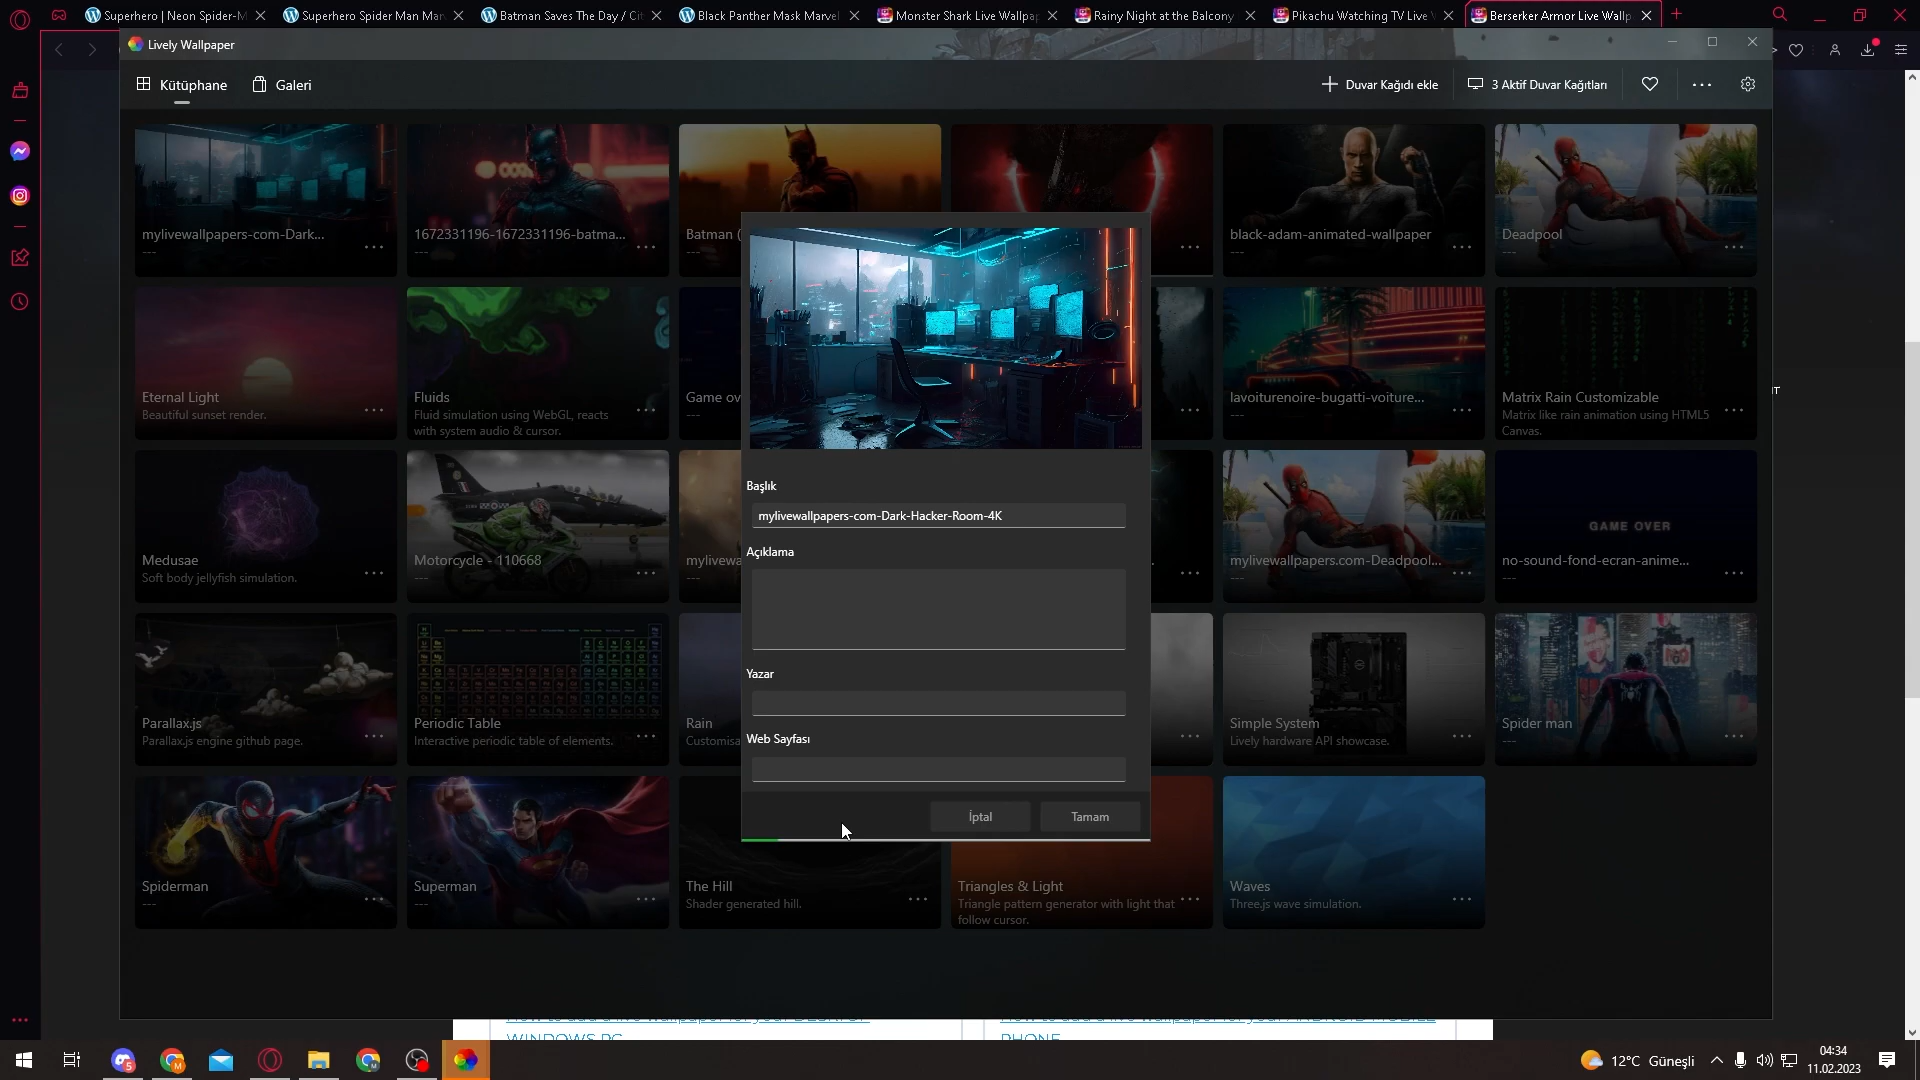 Superhero | Neon Spider-M
Superhero Spider Man Man
Batman Saves The Day / Cit
Black Panther Mask Marvel
Monster Shark Live Wallpap
Rainy Night at the Balcony
Pikachu Watching TV Live
Berserker Armor Live Wallp
Lively Wallpaper
Kütüphane
Galeri
Duvar Kağıdı ekle
3 Aktif Duvar Kağıtları
mylivewallpapers-com-Dark...
---
1672331196-1672331196-batma...
---
Batman (
black-adam-animated-wallpaper
---
Deadpool
---
Eternal Light
Beautiful sunset render.
Fluids
Fluid simulation using WebGL, reacts
with system audio & cursor.
Game ov
---
lavoiturenoire-bugatti-voiture...
---
Matrix Rain Customizable
Matrix like rain animation using HTML5
Canvas.
Medusae
Soft body jellyfish simulation.
Motorcycle - 110668
---
mylivewa
---
mylivewallpapers.com-Deadpool...
---
GAME OVER
no-sound-fond-ecran-anime...
---
Parallax.js
Parallax.js engine github page.
Periodic Table
Interactive periodic table of elements.
Rain
Customisa
Simple System
Lively hardware API showcase.
Spider man
---
Spiderman
---
Superman
---
The Hill
Shader generated hill.
Triangles & Light
Triangle pattern generator with light that
follow cursor.
Waves
Three.js wave simulation.
Başlık
mylivewallpapers-com-Dark-Hacker-Room-4K
Açıklama
Yazar
Web Sayfası
İptal
Tamam
WINDOWS PC
PHONE
12°C Güneşli
04:34
11.02.2023